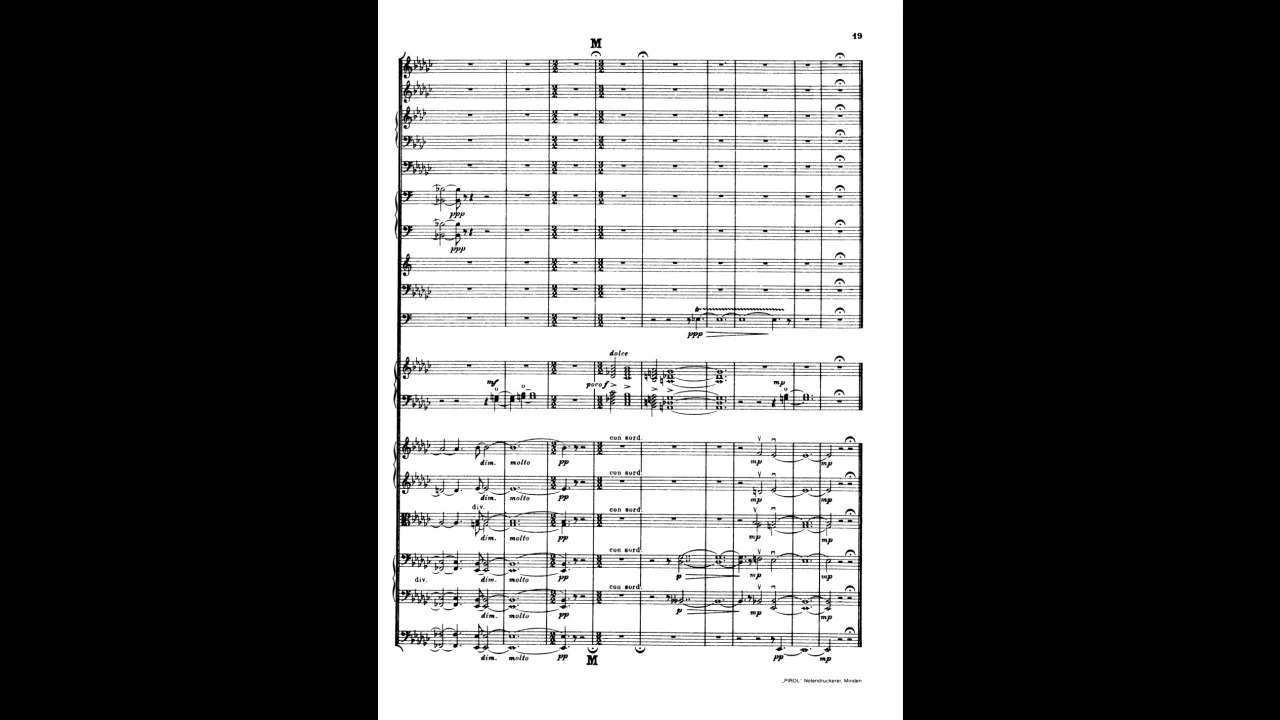 19
M
ppp
ppp
ppp
dolce
mf
poco f
mp
con sord.
dim. molto pp
mp mp
con sord.
dim. molto pp
mp mp
div.
con sord.
dim. molto pp
mp mp
con sord.
p
mp mp
div.
dim. molto pp
con sord.
p
mp mp
dim. molto pp
pp mp
dim. molto pp
M
„PIROL" Notendruckerei, Minden